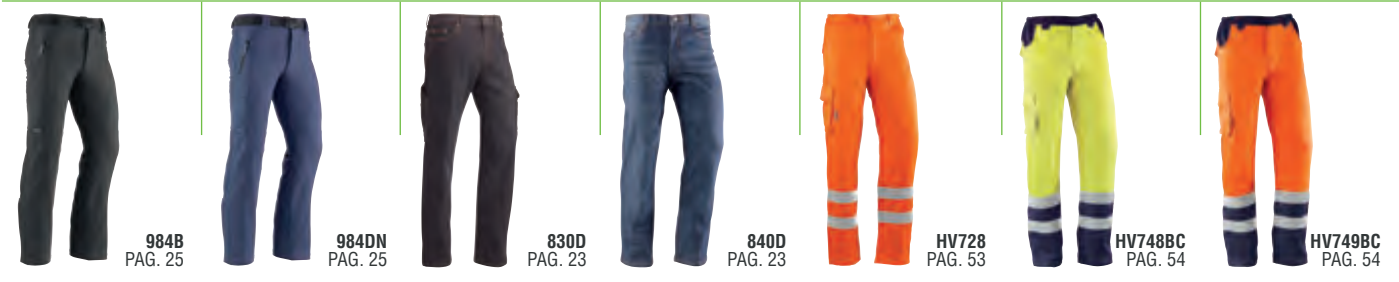 984B
PAG. 25
984DN
PAG. 25
830D
PAG. 23
840D
PAG. 23
HV728
PAG. 53
HV748BC
PAG. 54
HV749BC
PAG. 54